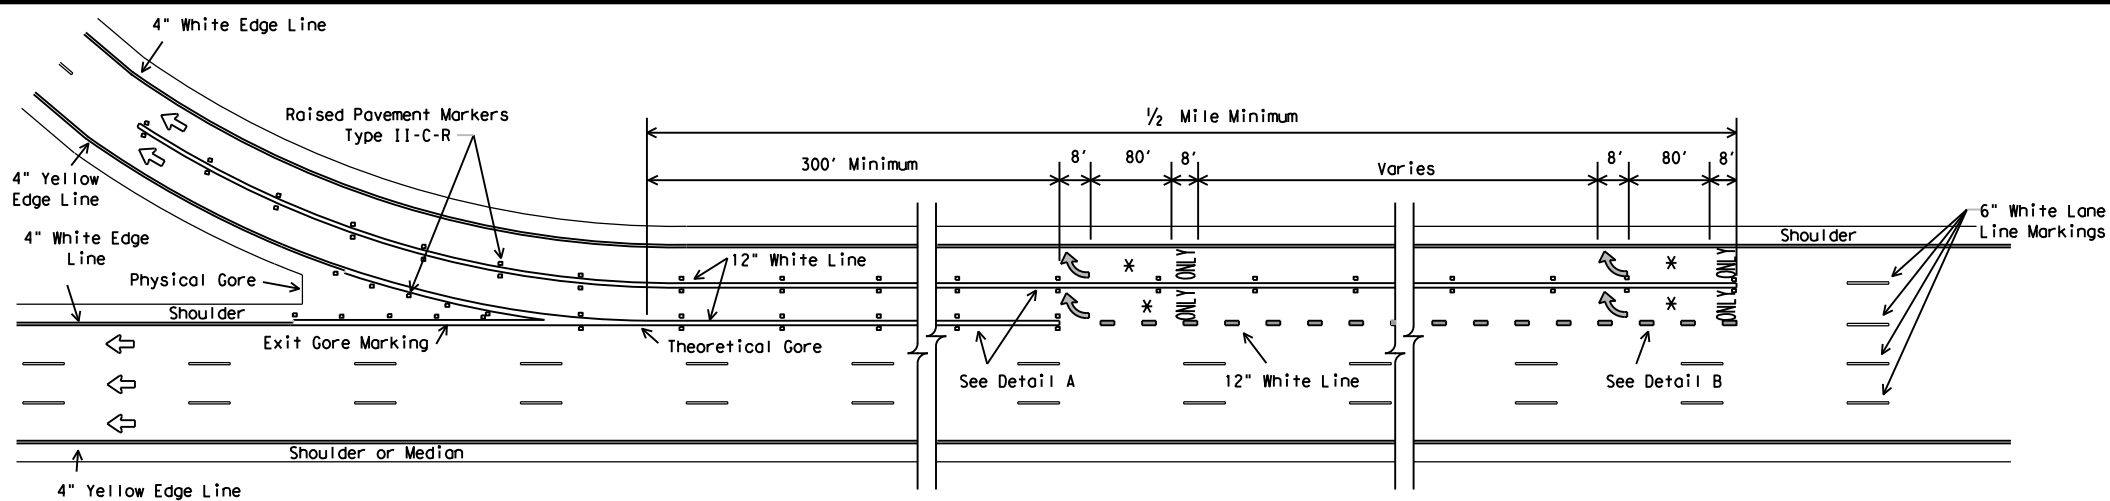 4" White Edge Line
Raised Pavement Markers
Type II-C-R
½ Mile Minimum
300' Minimum
8'
80'
8'
Varies
8'
80'
8'
4" Yellow
Edge Line
4" White Edge
Line
Physical Gore
Shoulder
Exit Gore Marking
12" White Line
Theoretical Gore
*
ONLY
*
ONLY
*
ONLY
*
ONLY
Shoulder
6" White Lane
Line Markings
See Detail A
12" White Line
See Detail B
Shoulder or Median
4" Yellow Edge Line